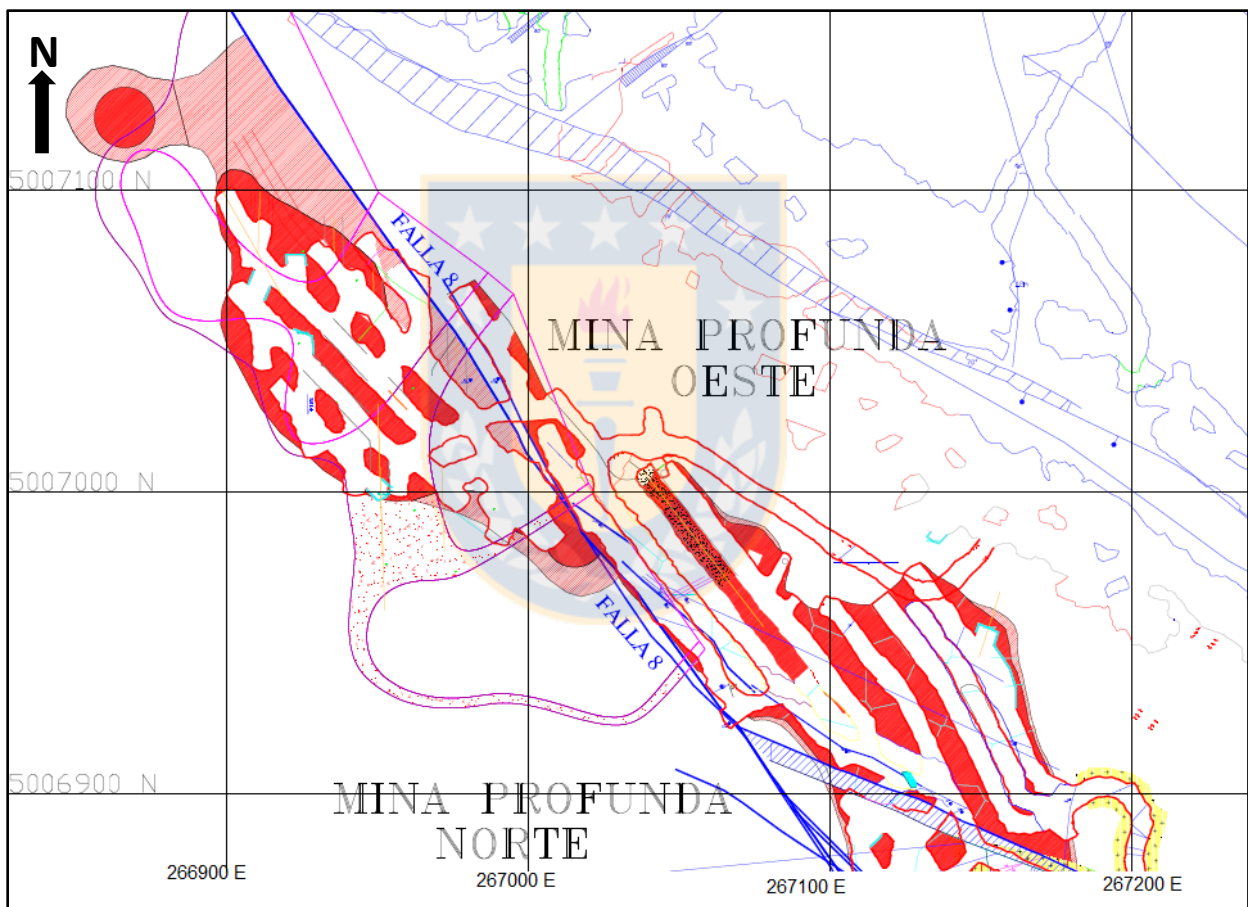 N
5007100 N
FALLA 8
MINA PROFUNDA
OESTE
5007000 N
FALLA 8
5006900 N
MINA PROFUNDA
NORTE
266900 E
267000 E
267100 E
267200 E